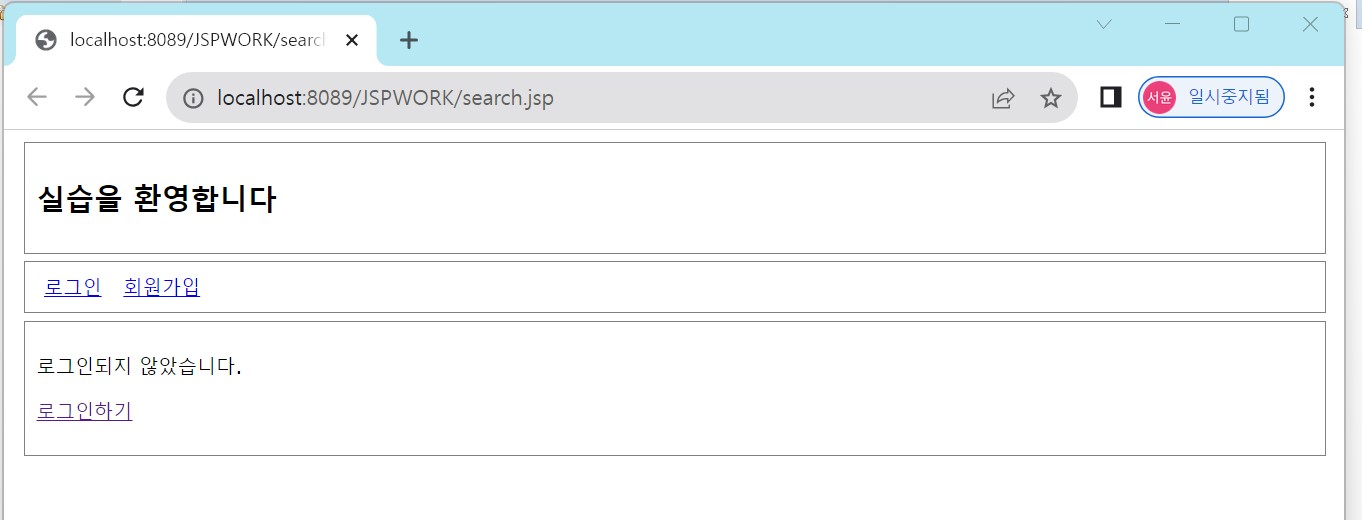 localhost:8089/JSPWORK/searc
localhost:8089/JSPWORK/search.jsp
서윤 일시중지됨
실습을 환영합니다
로그인 회원가입
로그인되지 않았습니다.
로그인하기